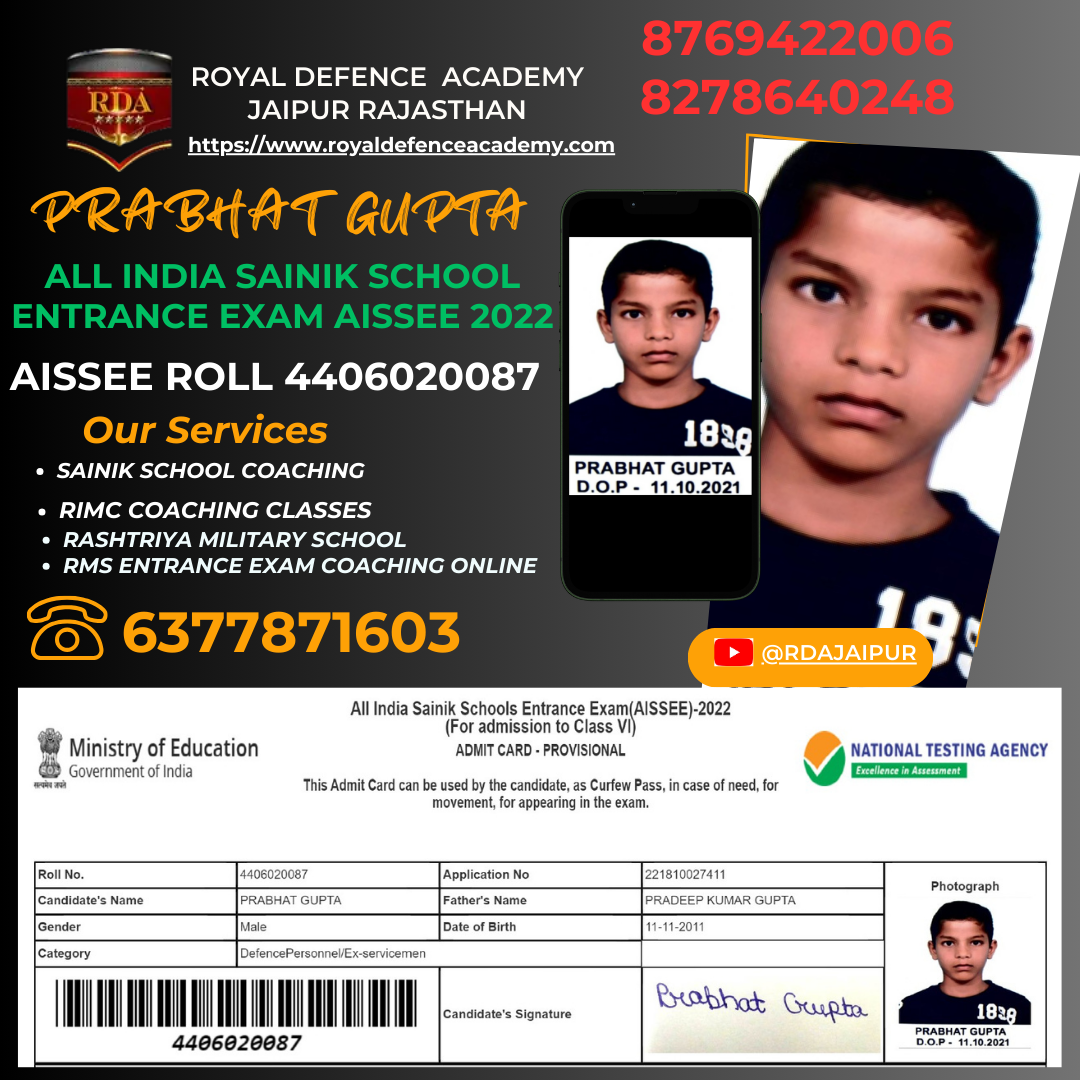 RDA
ROYAL DEFENCE ACADEMY
JAIPUR RAJASTHAN
https://www.royaldefenceacademy.com
8769422006
8278640248
PRABHAT GUPTA
ALL INDIA SAINIK SCHOOL
ENTRANCE EXAM AISSEE 2022
AISSEE ROLL 4406020087
Our Services
• SAINIK SCHOOL COACHING
• RIMC COACHING CLASSES
• RASHTRIYA MILITARY SCHOOL
• RMS ENTRANCE EXAM COACHING ONLINE
6377871603
1898
PRABHAT GUPTA
D.O.P - 11.10.2021
189
@RDAJAIPUR
All India Sainik Schools Entrance Exam(AISSEE)-2022
(For admission to Class VI)
ADMIT CARD - PROVISIONAL
This Admit Card can be used by the candidate, as Curfew Pass, in case of need, for
movement, for appearing in the exam.
सत्यमेव जयते
Ministry of Education
Government of India
NATIONAL TESTING AGENCY
Excellence in Assessment
Roll No. 4406020087 Application No 221810027411
Candidate's Name PRABHAT GUPTA Father's Name PRADEEP KUMAR GUPTA
Gender Male Date of Birth 11-11-2011
Category DefencePersonnel/Ex-servicemen
4406020087
Candidate's Signature
Prabhat Gupta
Photograph
1898
PRABHAT GUPTA
D.O.P - 11.10.2021